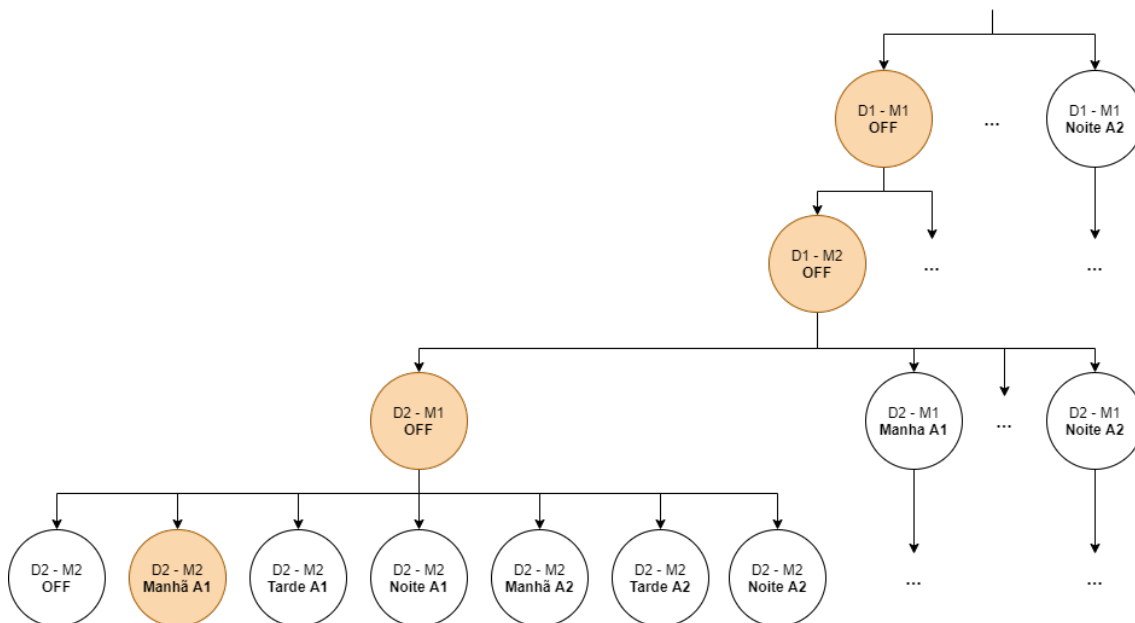 D1 - M1
OFF
...
D1 - M1
Noite A2
D1 - M2
OFF
...
...
D2 - M1
OFF
D2 - M1
Manha A1
...
D2 - M1
Noite A2
D2 - M2
OFF
D2 - M2
Manhã A1
D2 - M2
Tarde A1
D2 - M2
Noite A1
D2 - M2
Manhã A2
D2 - M2
Tarde A2
D2 - M2
Noite A2
...
...